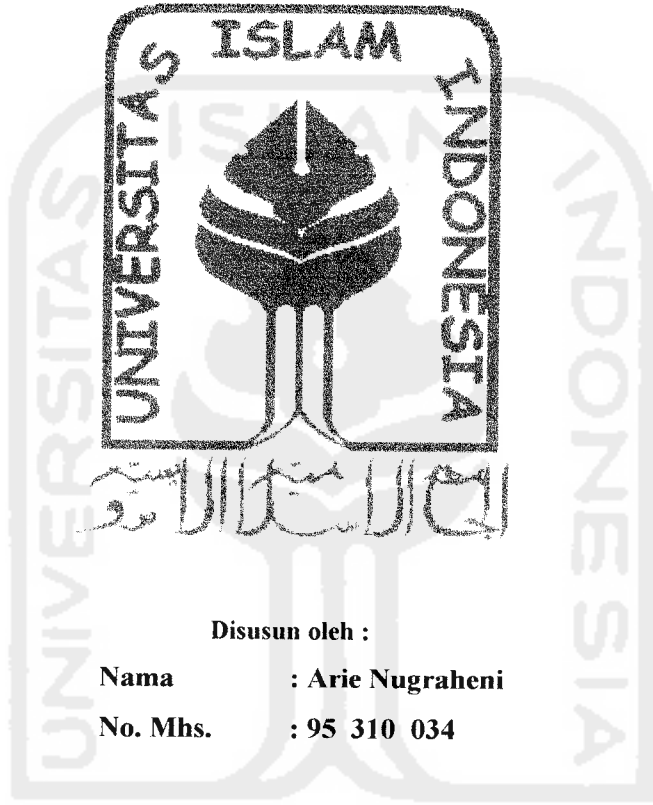 UNIVERSITAS ISLAM INDONESIA
Disusun oleh :
Nama : Arie Nugraheni
No. Mhs. : 95 310 034